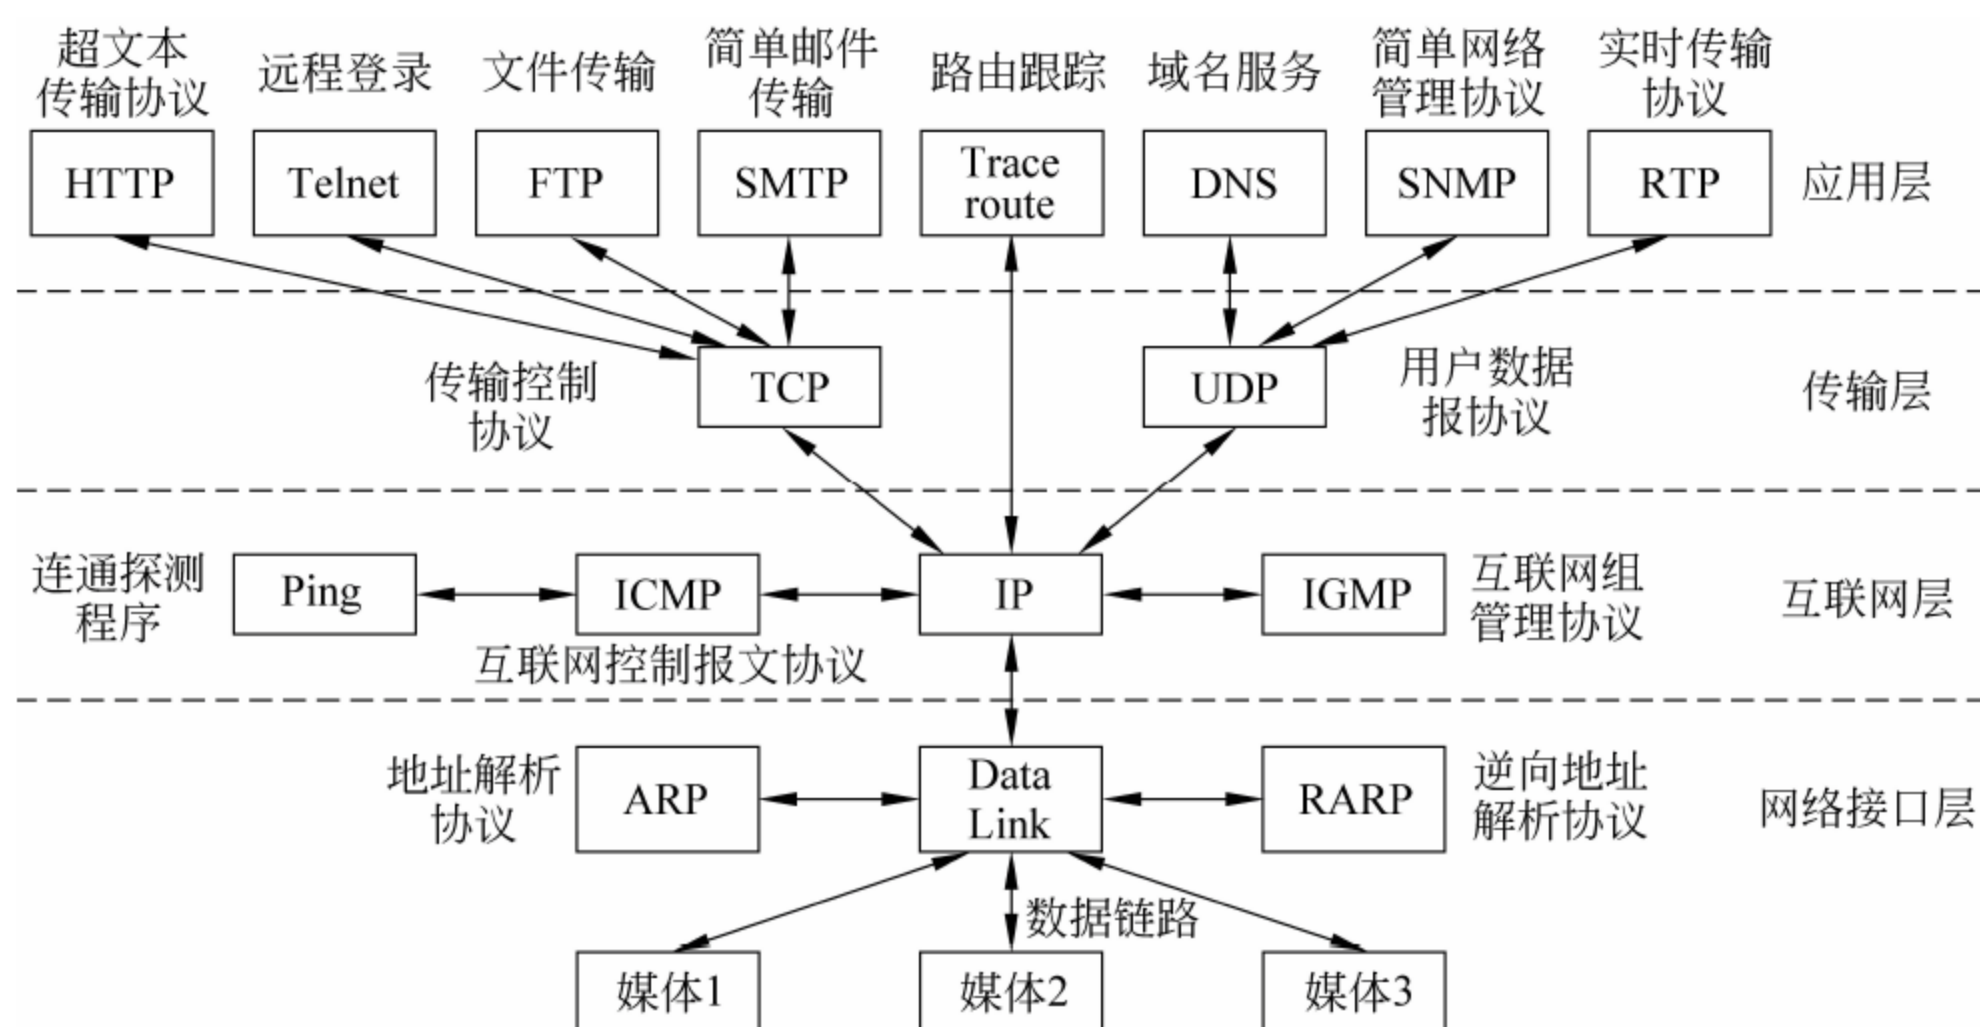 超文本
传输协议
远程登录
文件传输
简单邮件
传输
路由跟踪
域名服务
简单网络
管理协议
实时传输
协议
HTTP
Telnet
FTP
SMTP
Trace
route
DNS
SNMP
RTP
应用层
传输控制
协议
TCP
UDP
用户数据
报协议
传输层
连通探测
程序
Ping
ICMP
互联网控制报文协议
IP
IGMP
互联网组
管理协议
互联网层
地址解析
协议
ARP
Data
Link
RARP
逆向地址
解析协议
网络接口层
数据链路
媒体1
媒体2
媒体3